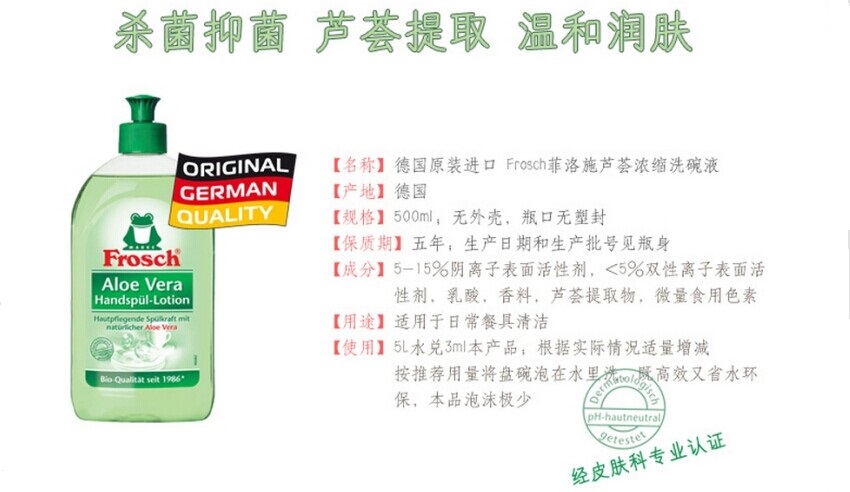 杀菌抑菌 芦荟提取 温和润肤
ORIGINAL
GERMAN
QUALITY
Frosch
Aloe Vera
Handspül-Lotion
Hautpflegende Spülkraft mit
natürlicher Aloe Vera
Bio-Qualität seit 1986*
【名称】德国原装进口 Frosch菲洛施芦荟浓缩洗碗液
【产地】德国
【规格】500ml；无外壳，瓶口无塑封
【保质期】五年；生产日期和生产批号见瓶身
【成分】5-15%阴离子表面活性剂，<5%双性离子表面活
性剂，乳酸，香料，芦荟提取物，微量食用色素
【用途】适用于日常餐具清洁
【使用】5L水兑3ml本产品；根据实际情况适量增减
按推荐用量将盘碗泡在水里洗，既高效又省水环
保，本品泡沫极少
Dermatologisch
pH-hautneutral
getestet
经皮肤科专业认证